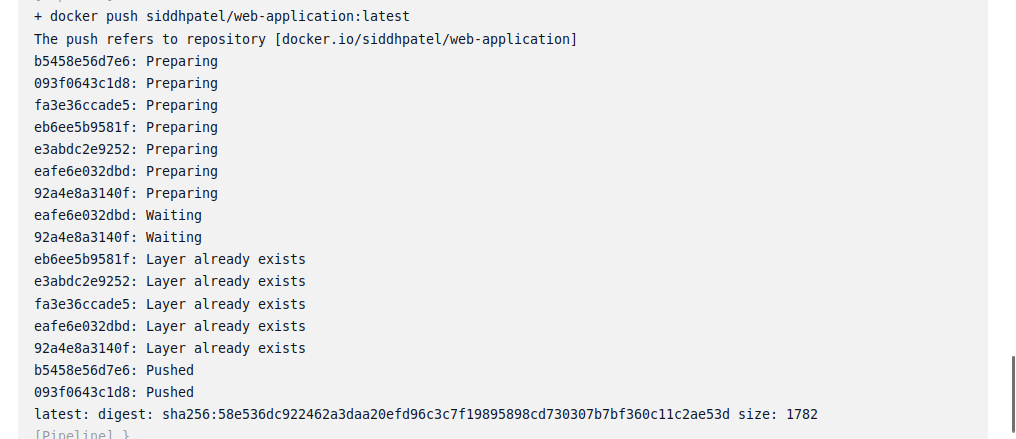 + docker push siddhpatel/web-application:latest
The push refers to repository [docker.io/siddhpatel/web-application]
b5458e56d7e6: Preparing
093f0643c1d8: Preparing
fa3e36ccade5: Preparing
eb6ee5b9581f: Preparing
e3abdc2e9252: Preparing
eafe6e032dbd: Preparing
92a4e8a3140f: Preparing
eafe6e032dbd: Waiting
92a4e8a3140f: Waiting
eb6ee5b9581f: Layer already exists
e3abdc2e9252: Layer already exists
fa3e36ccade5: Layer already exists
eafe6e032dbd: Layer already exists
92a4e8a3140f: Layer already exists
b5458e56d7e6: Pushed
093f0643c1d8: Pushed
latest: digest: sha256:58e536dc922462a3daa20efd96c3c7f19895898cd730307b7bf360c11c2ae53d size: 1782
[Pipeline] }